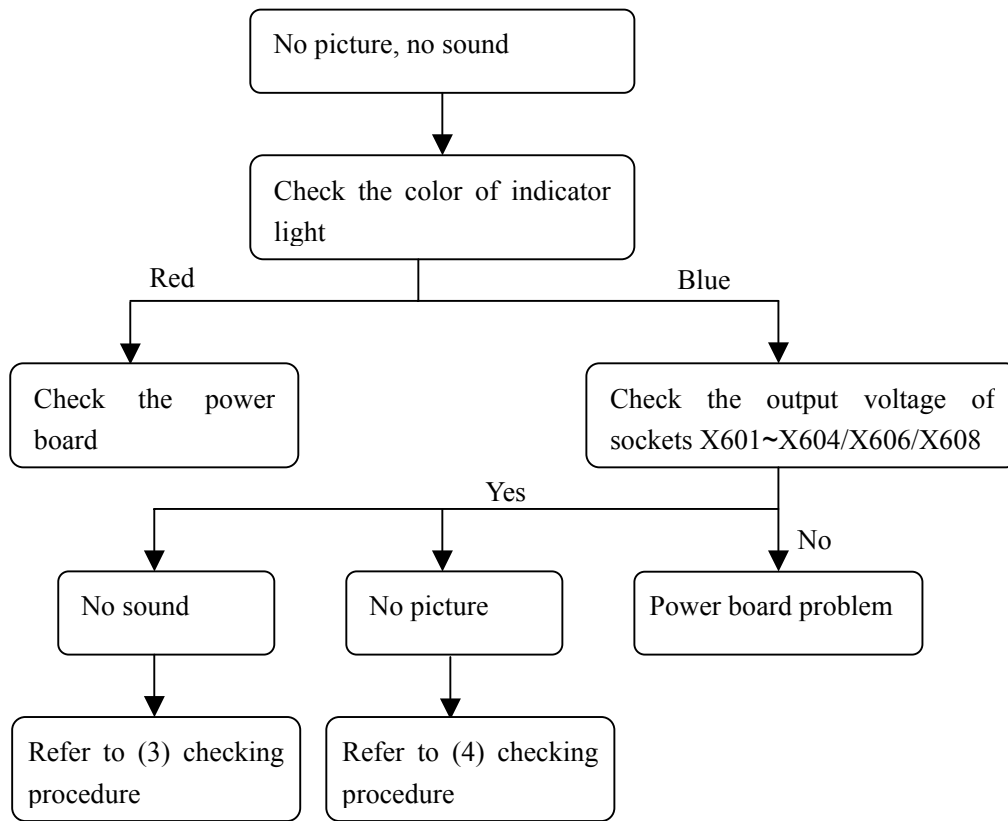 No picture, no sound
Check the color of indicator
light
Red
Blue
Check the power
board
Check the output voltage of
sockets X601~X604/X606/X608
Yes
No
No sound
No picture
Power board problem
Refer to (3) checking
procedure
Refer to (4) checking
procedure